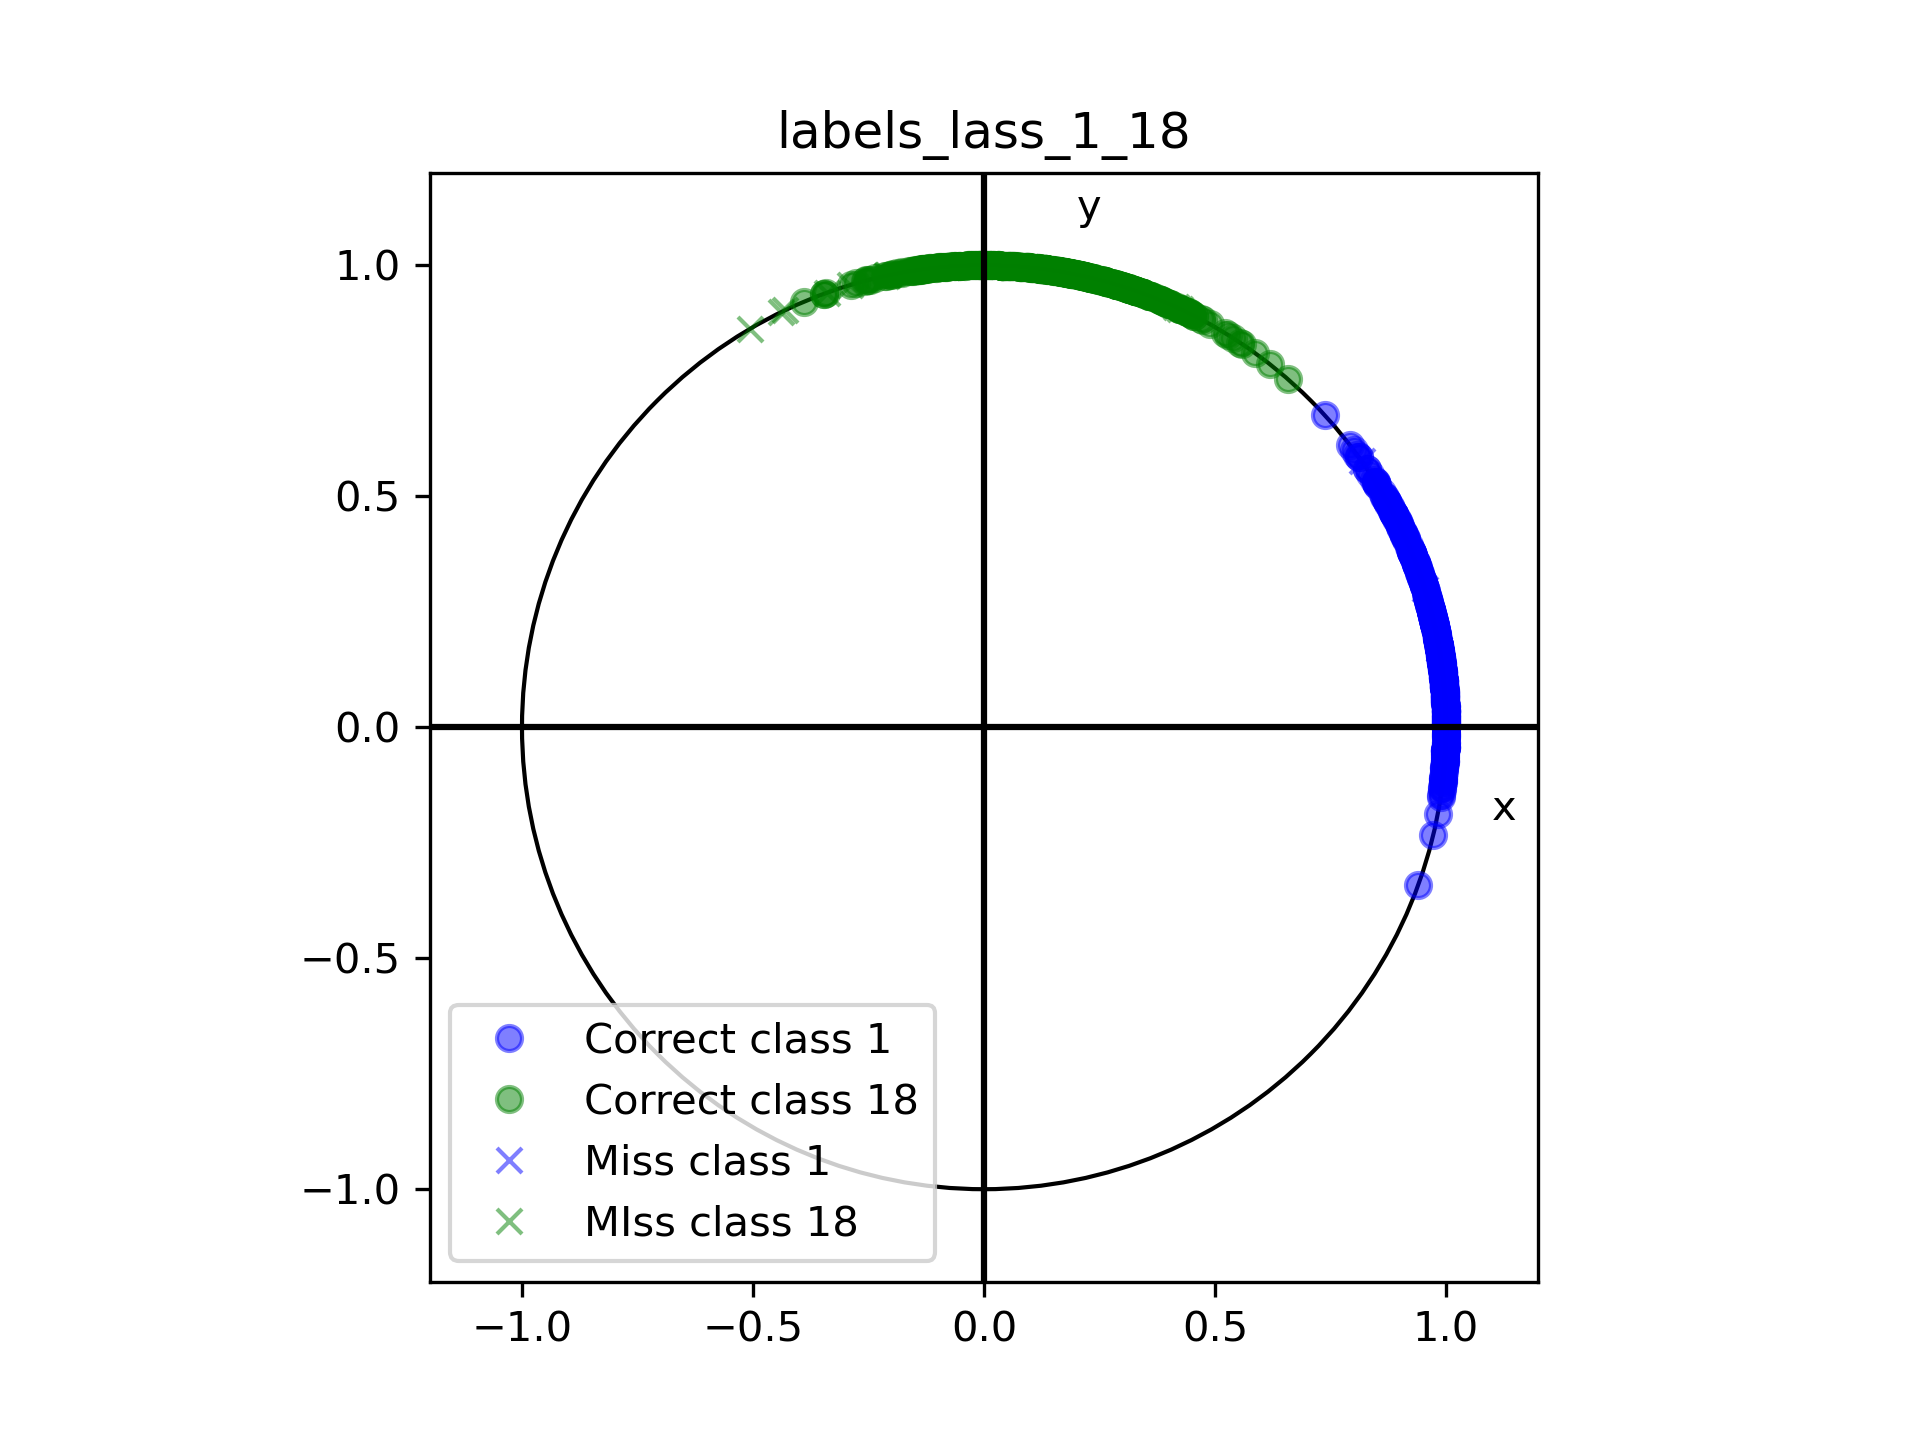 labels_lass_1_18
y
1.0
0.5
0.0
x
−0.5
−1.0
Correct class 1
Correct class 18
Miss class 1
MIss class 18
−1.0 −0.5 0.0 0.5 1.0